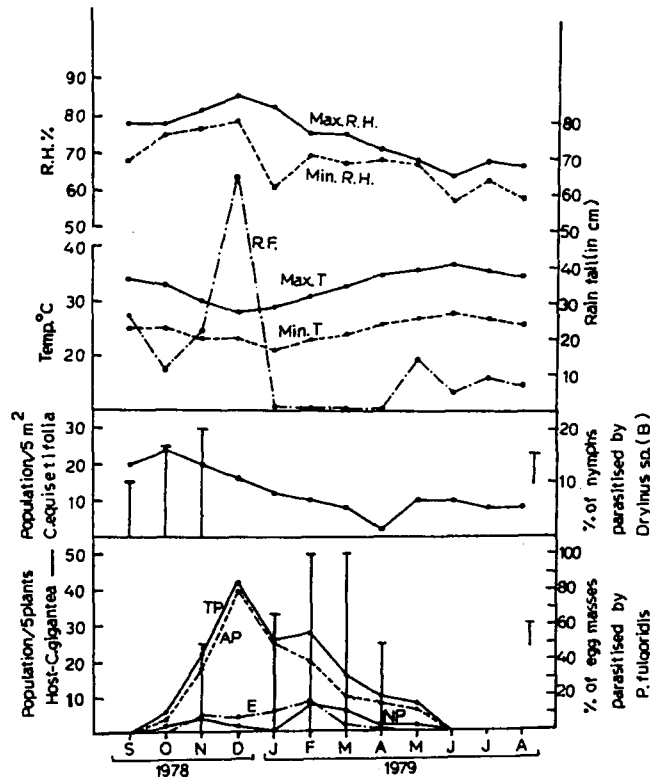 90
80
70
60
50
R.H.%
Max.R.H.
Min.R.H.
80
70
60
50
40
30
20
10
Rain fall(in cm)
R.F.
40
30
20
Temp.°C
Max.T
Min.T
30
20
10
0
Population/5 m²
C.equisetifolia
20
10
0
% of nymphs
parasitised by
Dryinus sp.(B)
50
40
30
20
10
Population/5plants
Host-C.gigantea
TP
AP
E
NP
100
80
60
40
20
% of egg masses
parasitised by
P. fulgoridis
S O N D J F M A M J J A
1978 1979